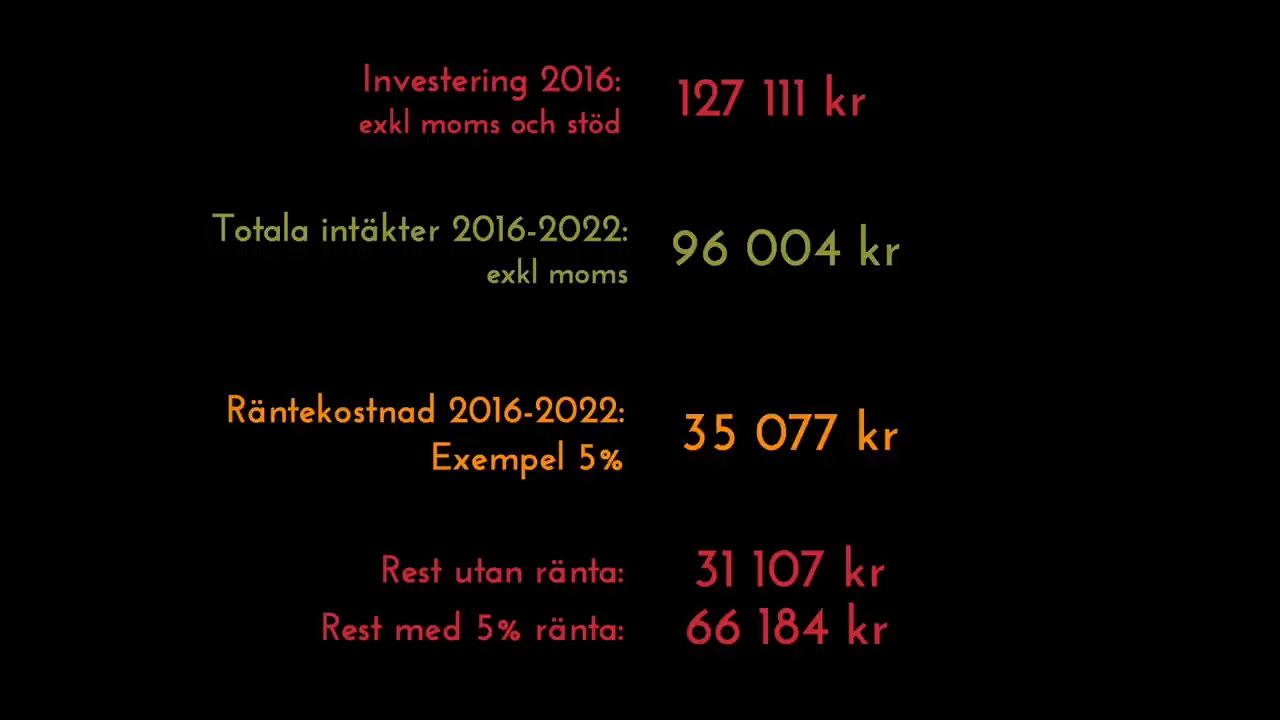 Investering 2016:
exkl moms och stöd
127 111 kr
Totala intäkter 2016-2022:
exkl moms
96 004 kr
Räntekostnad 2016-2022:
Exempel 5%
35 077 kr
Rest utan ränta: 31 107 kr
Rest med 5% ränta: 66 184 kr